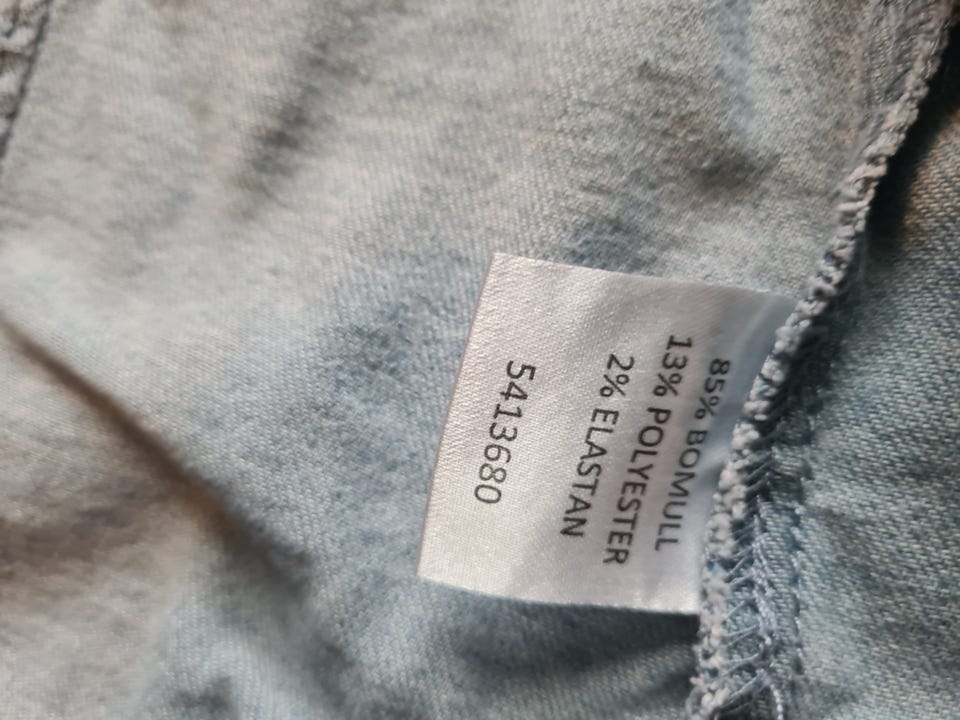 85% BOMULL
13% POLYESTER
2% ELASTAN
5413680